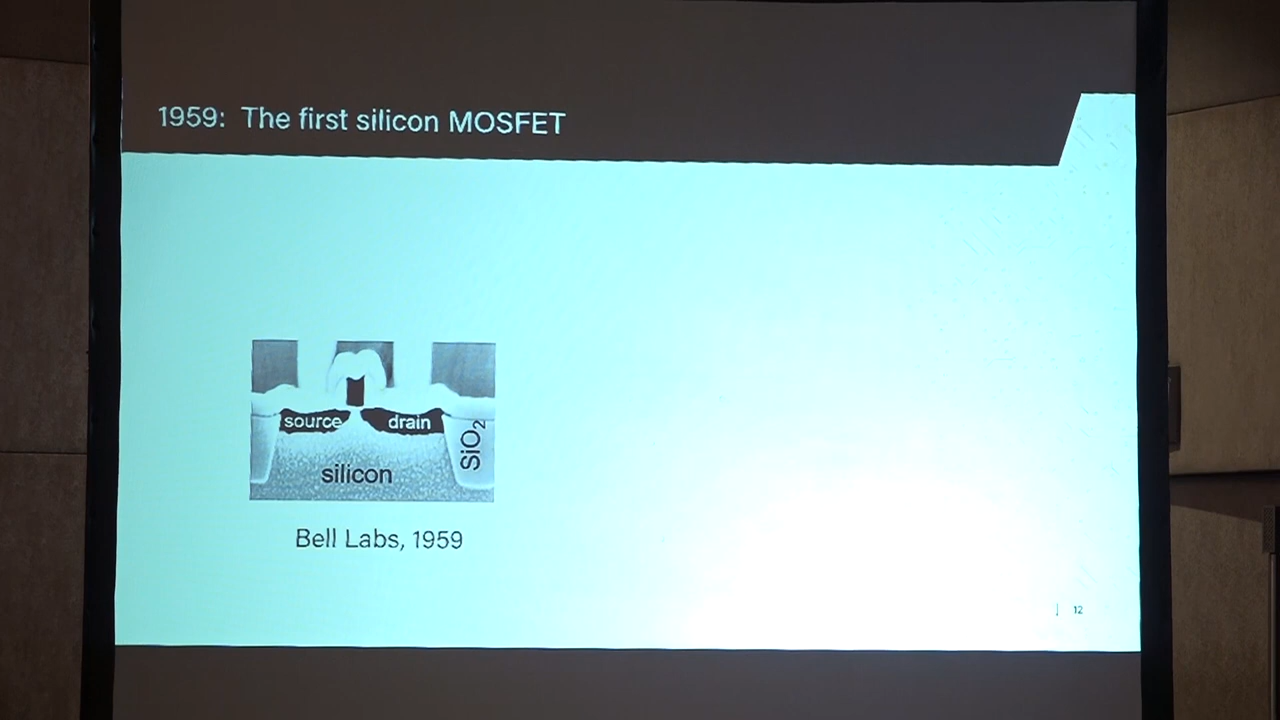 1959: The first silicon MOSFET
source drain
SiO₂
silicon
Bell Labs, 1959
| 12